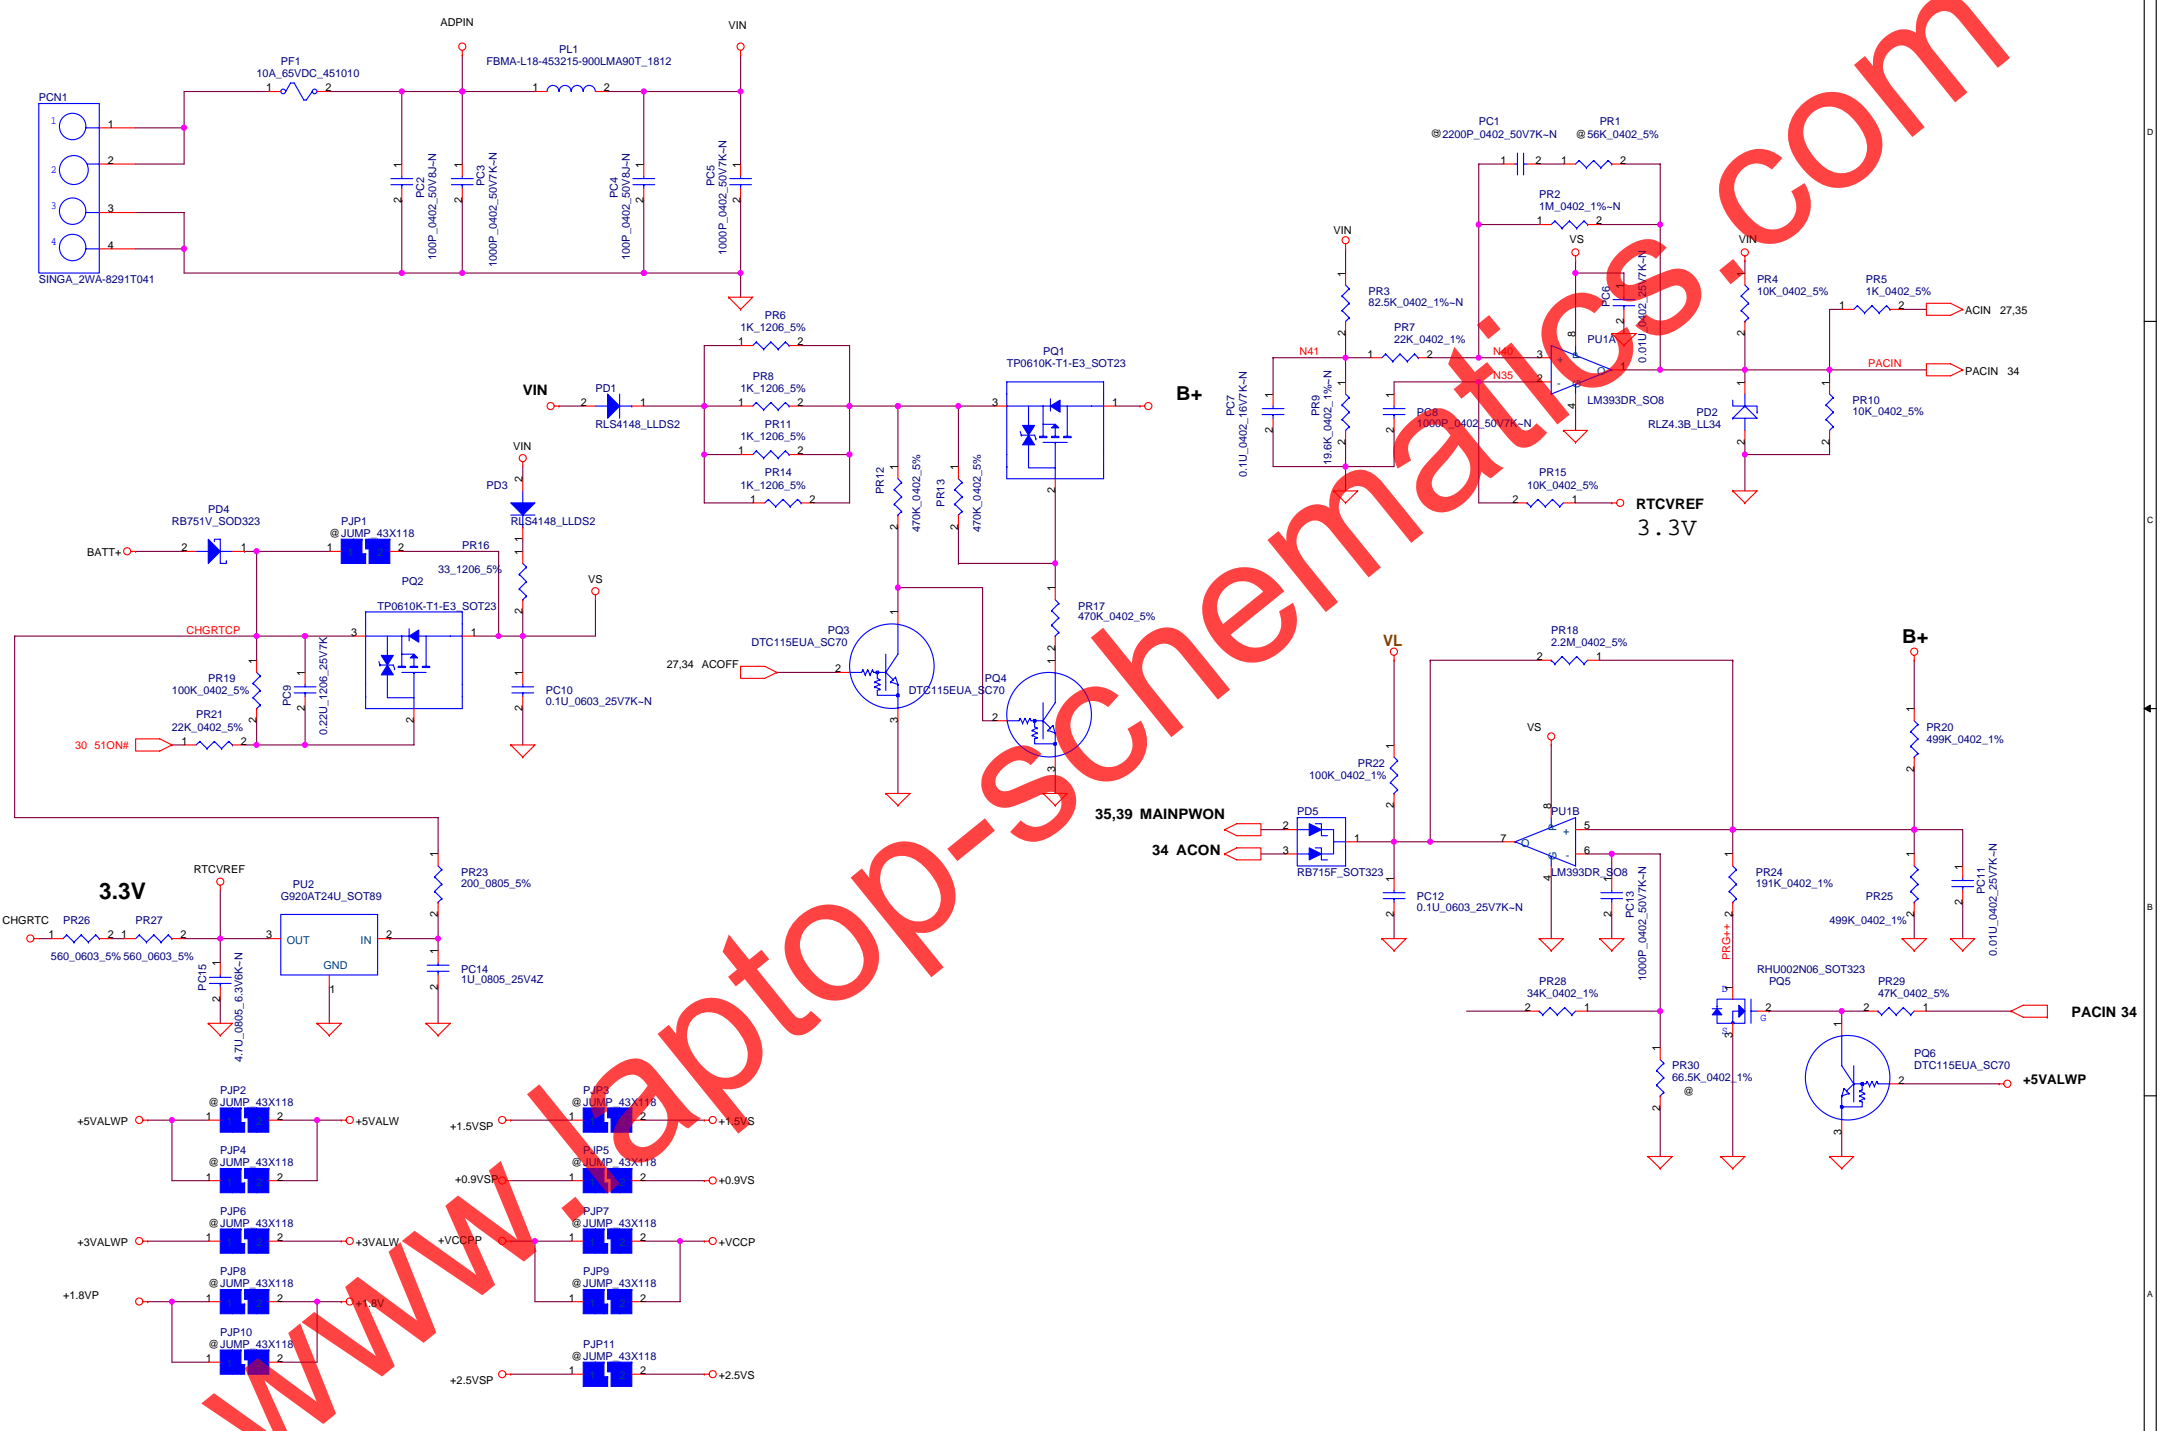 ADPIN
VIN
PF1
10A_65VDC_451010
PL1
FBMA-L18-453215-900LMA90T_1812
PCN1
1
2
3
4
SINGA_2WA-8291T041
PC2
100P_0402_50V8J~N
PC3
1000P_0402_50V7K~N
PC4
100P_0402_50V8J~N
PC5
1000P_0402_50V7K~N
PC1
@2200P_0402_50V7K~N
PR1
@56K_0402_5%
PR2
1M_0402_1%~N
VIN
VS
VIN
PR3
82.5K_0402_1%~N
PC6
0.01U_0402_25V7K~N
PR4
10K_0402_5%
PR5
1K_0402_5%
ACIN 27,35
PR7
22K_0402_1%
N41
N40
N35
PU1A
LM393DR_SO8
PACIN
PACIN 34
PC7
0.1U_0402_16V7K~N
PR9
19.6K_0402_1%~N
PC8
1000P_0402_50V7K~N
PD2
RLZ4.3B_LL34
PR10
10K_0402_5%
PR15
10K_0402_5%
RTCVREF
3.3V
PR6
1K_1206_5%
PR8
1K_1206_5%
PR11
1K_1206_5%
PR14
1K_1206_5%
VIN
PD1
RLS4148_LLDS2
PQ1
TP0610K-T1-E3_SOT23
B+
PR12
470K_0402_5%
PR13
470K_0402_5%
PR17
470K_0402_5%
PQ3
DTC115EUA_SC70
27,34 ACOFF
PQ4
DTC115EUA_SC70
VIN
PD3
RLS4148_LLDS2
PD4
RB751V_SOD323
BATT+
PJP1
@JUMP_43X118
PR16
33_1206_5%
PQ2
TP0610K-T1-E3_SOT23
VS
CHGRTCP
PR19
100K_0402_5%
PC9
0.22U_1206_25V7K
PR21
22K_0402_5%
30 51ON#
PC10
0.1U_0603_25V7K~N
PR23
200_0805_5%
3.3V
RTCVREF
PU2
G920AT24U_SOT89
OUT
IN
GND
CHGRTC
PR26
560_0603_5%
PR27
560_0603_5%
PC15
4.7U_0805_6.3V6K~N
PC14
1U_0805_25V4Z
VL
PR18
2.2M_0402_5%
B+
VS
PR22
100K_0402_1%
PR20
499K_0402_1%
35,39 MAINPWON
34 ACON
PD5
RB715F_SOT323
PU1B
LM393DR_SO8
PC12
0.1U_0603_25V7K~N
PC13
1000P_0402_50V7K~N
PR24
191K_0402_1%
PR25
499K_0402_1%
PC11
0.01U_0402_25V7K~N
PRG++
PR28
34K_0402_1%
RHU002N06_SOT323
PQ5
PR29
47K_0402_5%
PACIN 34
PR30
66.5K_0402_1%
@
PQ6
DTC115EUA_SC70
+5VALWP
PJP2
@JUMP_43X118
+5VALWP
+5VALW
PJP4
@JUMP_43X118
PJP6
@JUMP_43X118
+3VALWP
+3VALW
PJP8
@JUMP_43X118
+1.8VP
+1.8V
PJP10
@JUMP_43X118
PJP3
@JUMP_43X118
+1.5VSP
+1.5VS
PJP5
@JUMP_43X118
+0.9VSP
+0.9VS
PJP7
@JUMP_43X118
+VCCPP
+VCCP
PJP9
@JUMP_43X118
PJP11
@JUMP_43X118
+2.5VSP
+2.5VS
D
C
B
A
www.laptop-schematics.com